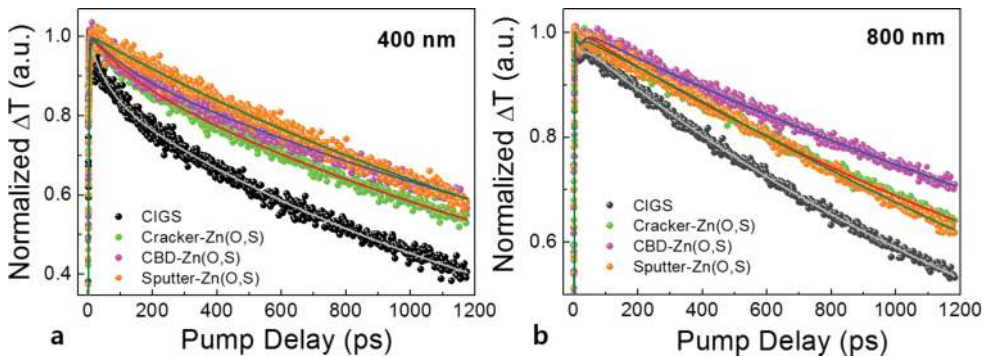 400 nm
Normalized ΔT (a.u.)
1.0
0.8
0.6
0.4
CIGS
Cracker-Zn(O,S)
CBD-Zn(O,S)
Sputter-Zn(O,S)
0 200 400 600 800 1000 1200
a Pump Delay (ps)
800 nm
Normalized ΔT (a.u.)
1.0
0.8
0.6
CIGS
Cracker-Zn(O,S)
CBD-Zn(O,S)
Sputter-Zn(O,S)
0 200 400 600 800 1000 1200
b Pump Delay (ps)